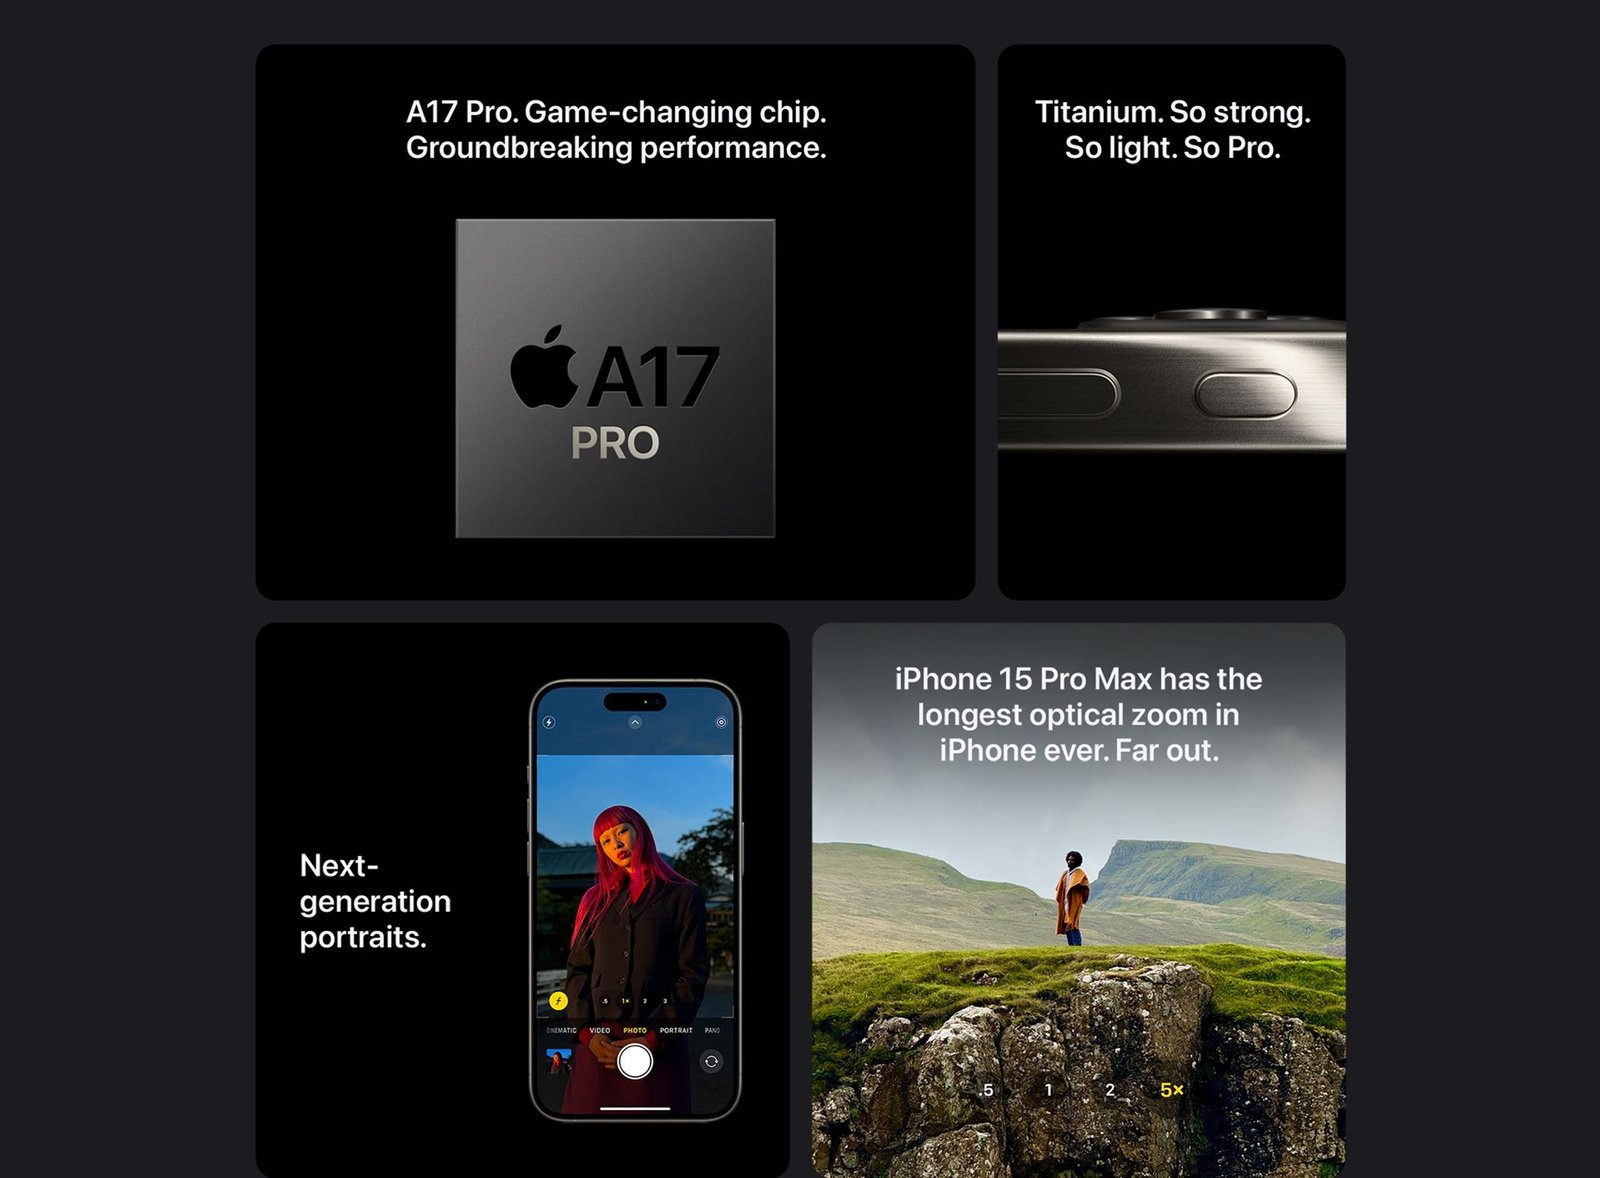 A17 Pro. Game-changing chip.
Groundbreaking performance.
A17
PRO
Titanium. So strong.
So light. So Pro.
Next-
generation
portraits.
.5 1× 2 3
CINEMATIC VIDEO PHOTO PORTRAIT PANO
iPhone 15 Pro Max has the
longest optical zoom in
iPhone ever. Far out.
.5 1 2 5×